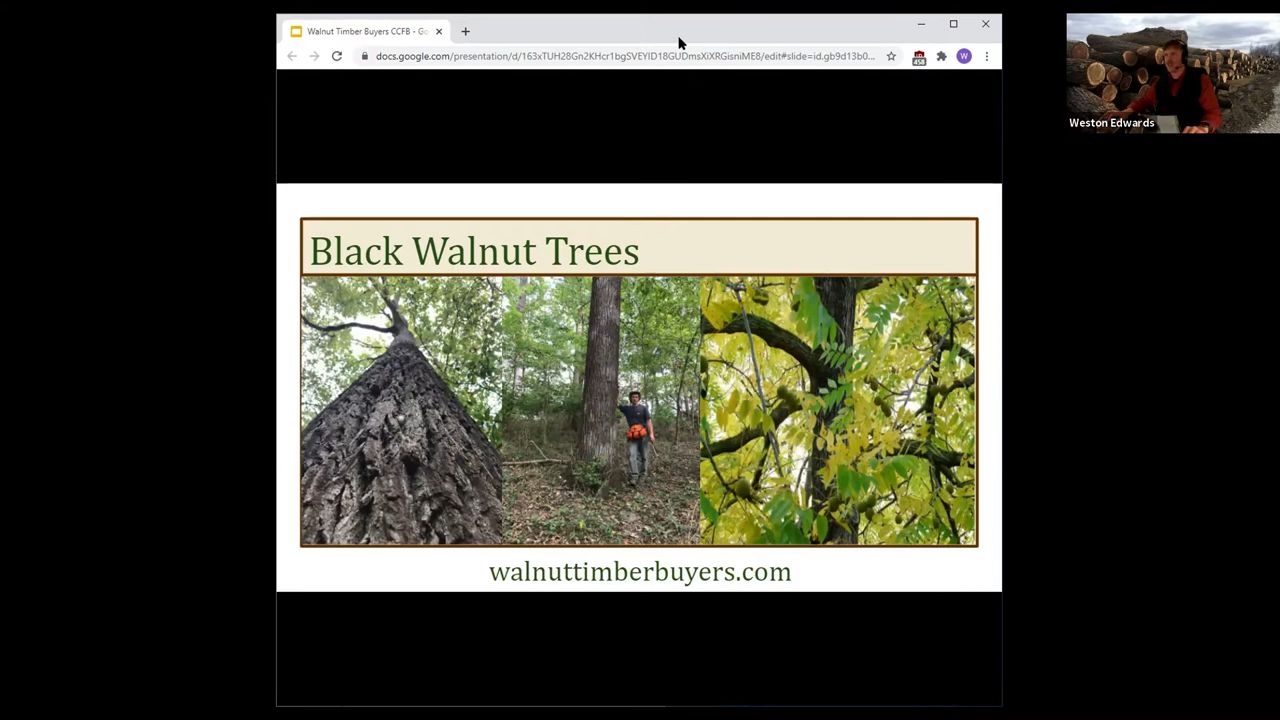 Walnut Timber Buyers CCFB - Go
docs.google.com/presentation/d/163xTUH28Gn2KHcr1bgSVEYID18GUDmsXiXRGisniME8/edit#slide=id.gb9d13b0...
458
W
Weston Edwards
Black Walnut Trees
walnuttimberbuyers.com